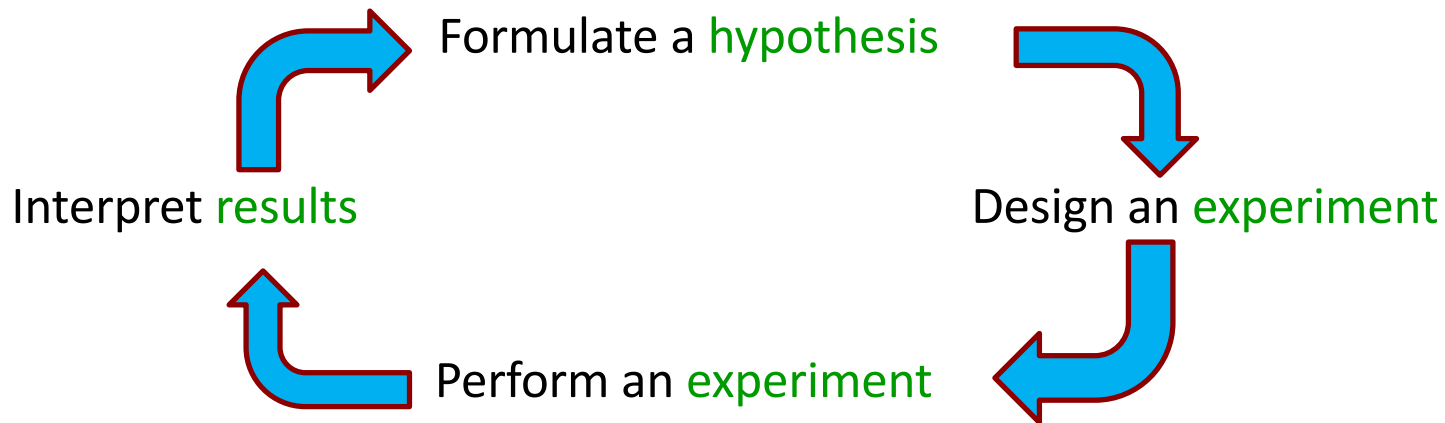 Formulate a hypothesis
Design an experiment
Perform an experiment
Interpret results